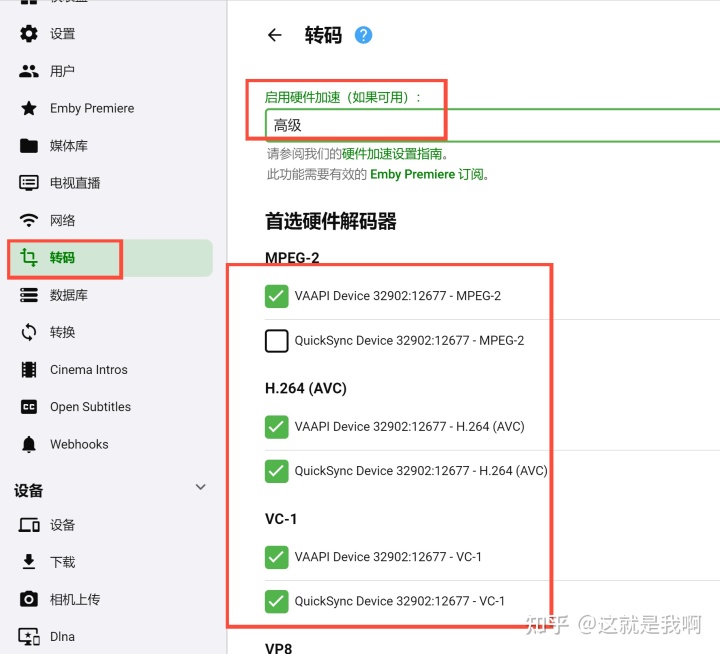 设置
用户
Emby Premiere
媒体库
电视直播
网络
转码
数据库
转换
Cinema Intros
Open Subtitles
Webhooks
设备
设备
下载
相机上传
Dlna
转码 ?
启用硬件加速（如果可用）:
高级
请参阅我们的硬件加速设置指南。
此功能需要有效的 Emby Premiere 订阅。
首选硬件解码器
MPEG-2
VAAPI Device 32902:12677 - MPEG-2
QuickSync Device 32902:12677 - MPEG-2
H.264 (AVC)
VAAPI Device 32902:12677 - H.264 (AVC)
QuickSync Device 32902:12677 - H.264 (AVC)
VC-1
VAAPI Device 32902:12677 - VC-1
QuickSync Device 32902:12677 - VC-1
VP8
知乎 @这就是我啊